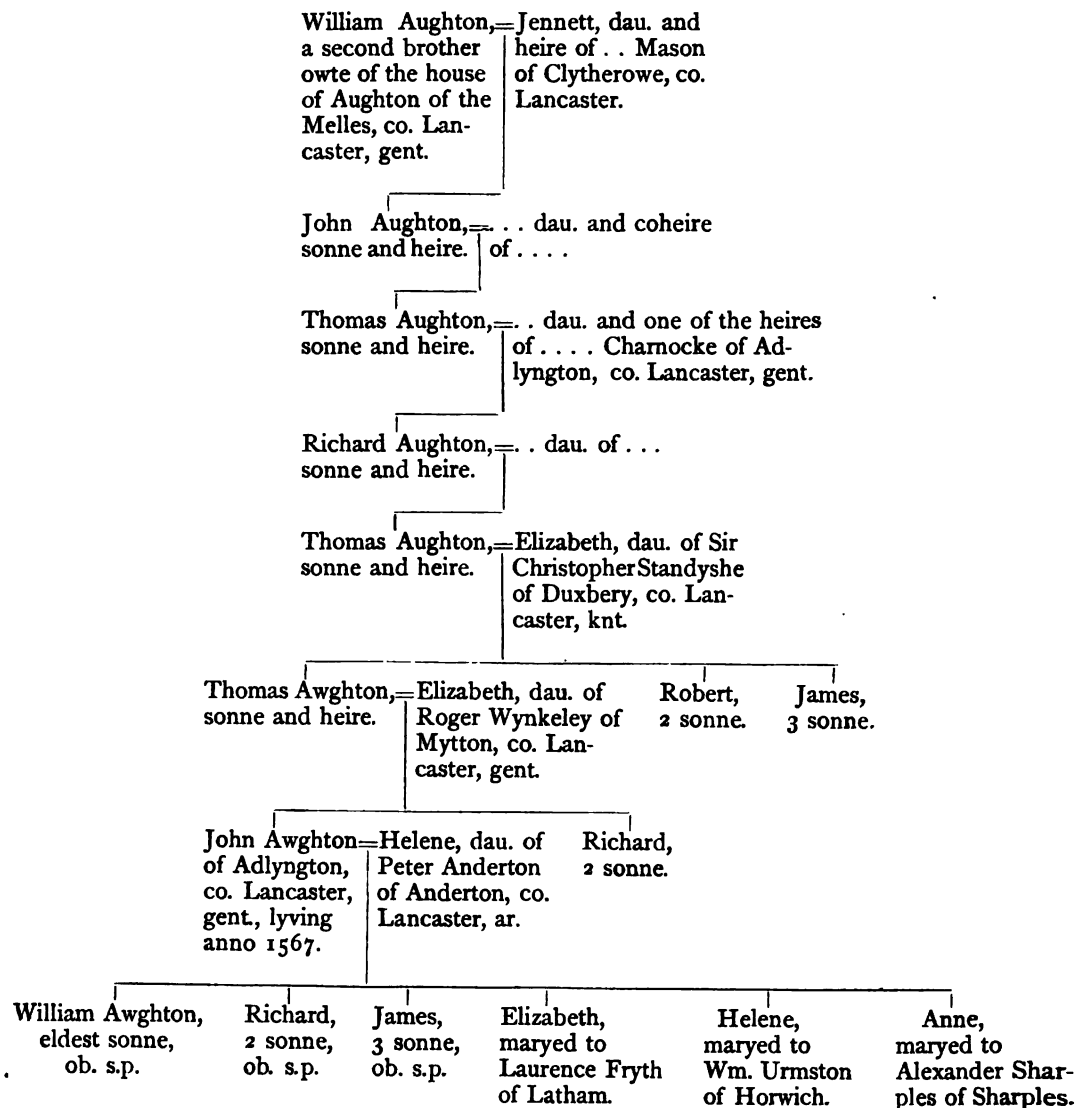 William Aughton,=Jennett, dau. and
a second brother heire of . . Mason
owte of the house of Clytherowe, co.
of Aughton of the Lancaster.
Melles, co. Lan-
caster, gent.
John Aughton,=. . . dau. and coheire
sonne and heire. of . . . .
Thomas Aughton,=. . dau. and one of the heires
sonne and heire. of . . . . Charnocke of Ad-
lyngton, co. Lancaster, gent.
Richard Aughton,=. . dau. of . . .
sonne and heire.
Thomas Aughton,=Elizabeth, dau. of Sir
sonne and heire. Christopher Standyshe
of Duxbery, co. Lan-
caster, knt.
Thomas Awghton,=Elizabeth, dau. of Robert, James,
sonne and heire. Roger Wynkeley of 2 sonne. 3 sonne.
Mytton, co. Lan-
caster, gent.
John Awghton=Helene, dau. of Richard,
of Adlyngton, Peter Anderton 2 sonne.
co. Lancaster, of Anderton, co.
gent., lyving Lancaster, ar.
anno 1567.
William Awghton, Richard, James, Elizabeth, Helene, Anne,
eldest sonne, 2 sonne, 3 sonne, maryed to maryed to maryed to
ob. s.p. ob. s.p. ob. s.p. Laurence Fryth Wm. Urmston Alexander Shar-
of Latham. of Horwich. ples of Sharples.